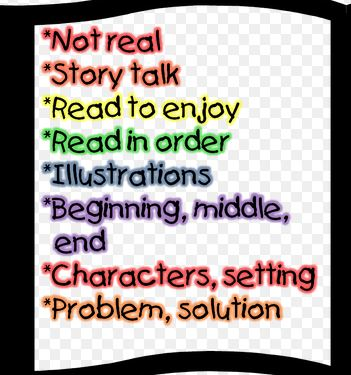 *Not real
*Story talk
*Read to enjoy
*Read in order
*Illustrations
*Beginning, middle,
end
*Characters, setting
*Problem, solution